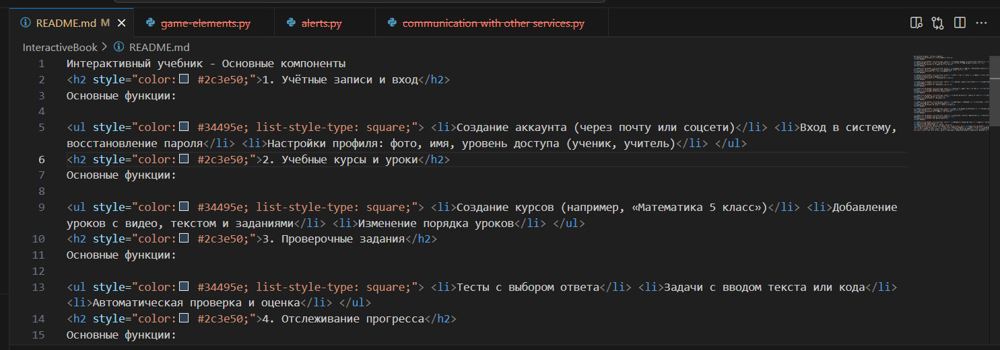 README.md M
game-elements.py
alerts.py
communication with other services.py
InteractiveBook > README.md
1 Интерактивный учебник - Основные компоненты
2 <h2 style="color: #2c3e50;">1. Учётные записи и вход</h2>
3 Основные функции:
4
5 <ul style="color: #34495e; list-style-type: square;"> <li>Создание аккаунта (через почту или соцсети)</li> <li>Вход в систему,
восстановление пароля</li> <li>Настройки профиля: фото, имя, уровень доступа (ученик, учитель)</li> </ul>
6 <h2 style="color: #2c3e50;">2. Учебные курсы и уроки</h2>
7 Основные функции:
8
9 <ul style="color: #34495e; list-style-type: square;"> <li>Создание курсов (например, «Математика 5 класс»)</li> <li>Добавление
уроков с видео, текстом и заданиями</li> <li>Изменение порядка уроков</li> </ul>
10 <h2 style="color: #2c3e50;">3. Проверочные задания</h2>
11 Основные функции:
12
13 <ul style="color: #34495e; list-style-type: square;"> <li>Тесты с выбором ответа</li> <li>Задачи с вводом текста или кода</li>
<li>Автоматическая проверка и оценка</li> </ul>
14 <h2 style="color: #2c3e50;">4. Отслеживание прогресса</h2>
15 Основные функции: